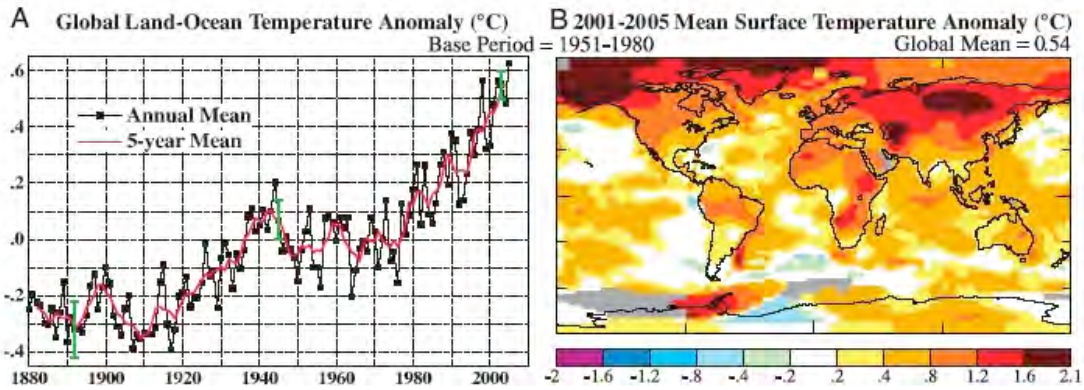 A Global Land-Ocean Temperature Anomaly (°C)
B 2001-2005 Mean Surface Temperature Anomaly (°C)
Base Period = 1951-1980
Global Mean = 0.54
.6
.4
.2
.0
-.2
-.4
Annual Mean
5-year Mean
1880 1900 1920 1940 1960 1980 2000
-2 -1.6 -1.2 -.8 -.4 -.2 .2 .4 .8 1.2 1.6 2.1